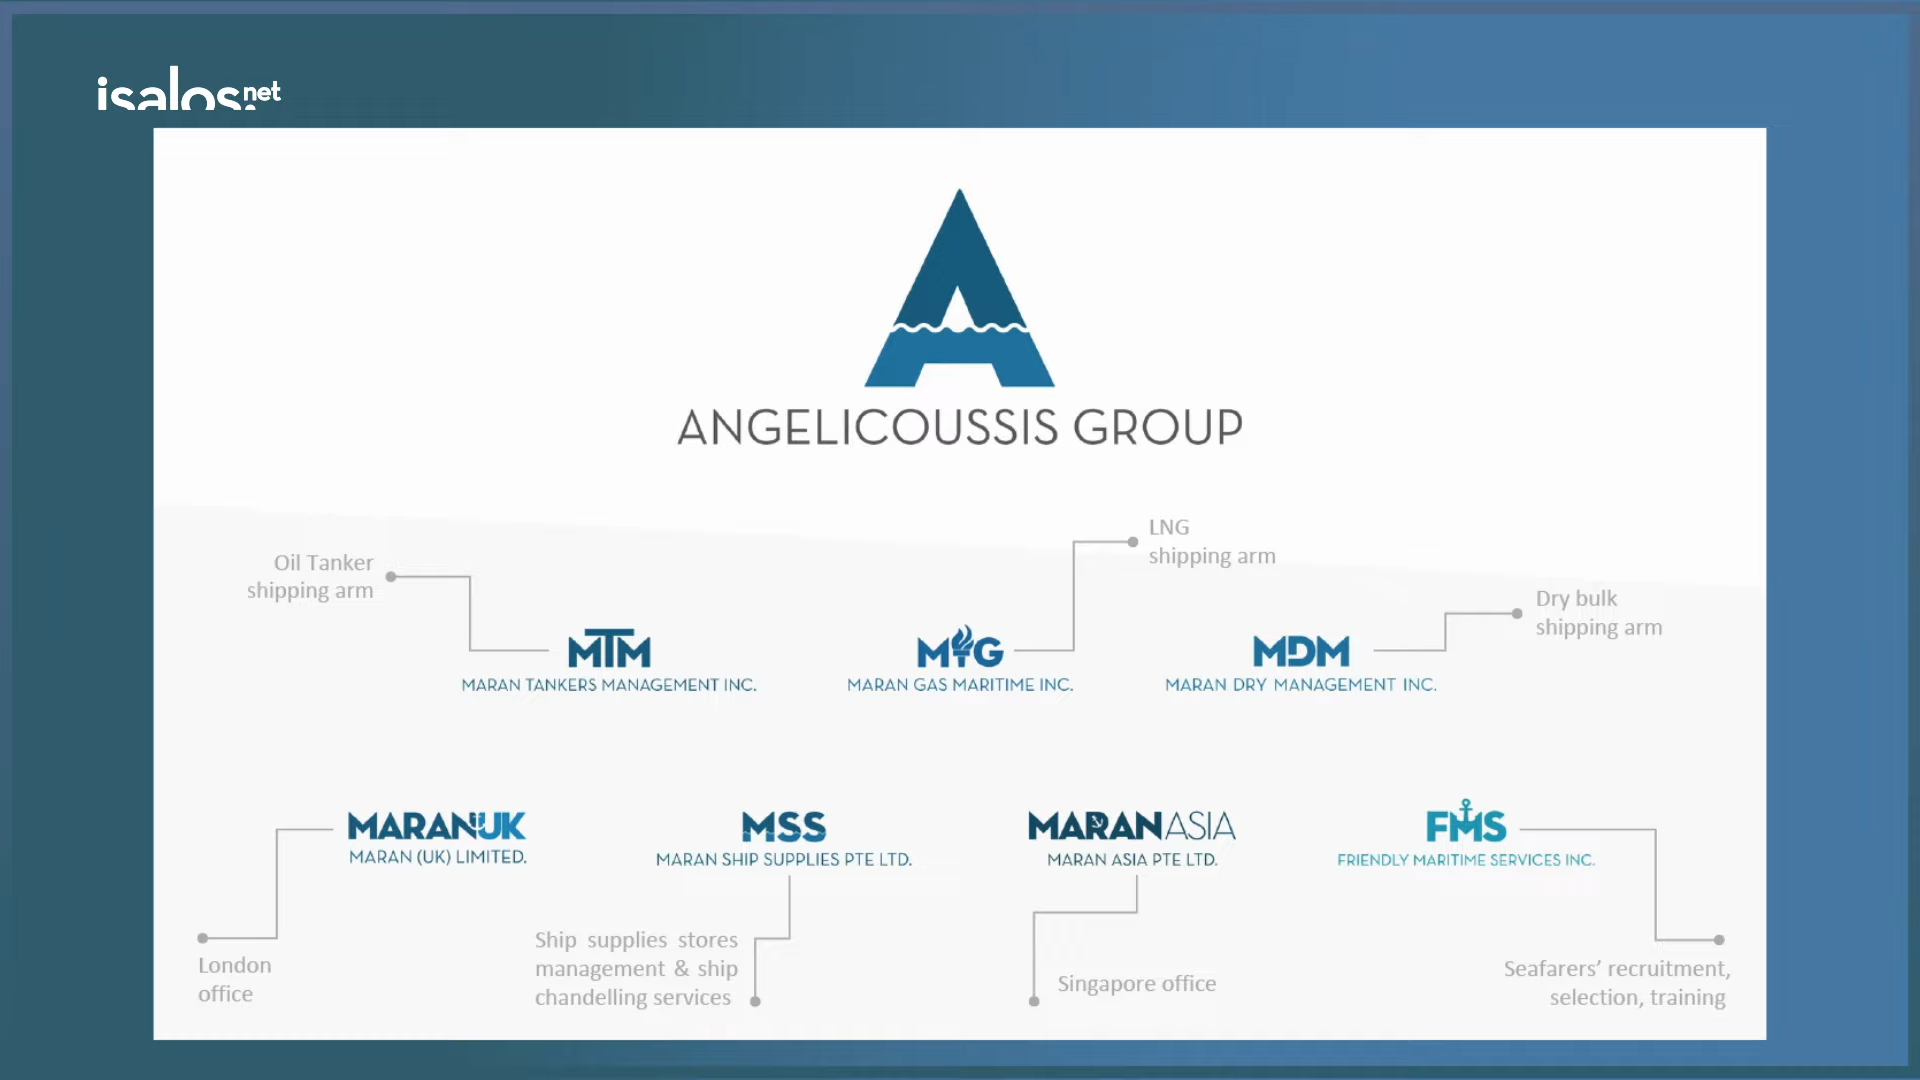 isalos.net
ANGELICOUSSIS GROUP
Oil Tanker
shipping arm
LNG
shipping arm
Dry bulk
shipping arm
MTM
MARAN TANKERS MANAGEMENT INC.
MG
MARAN GAS MARITIME INC.
MDM
MARAN DRY MANAGEMENT INC.
MARANUK
MARAN (UK) LIMITED.
MSS
MARAN SHIP SUPPLIES PTE LTD.
MARANASIA
MARAN ASIA PTE LTD.
FMS
FRIENDLY MARITIME SERVICES INC.
London
office
Ship supplies stores
management & ship
chandelling services
Singapore office
Seafarers’ recruitment,
selection, training